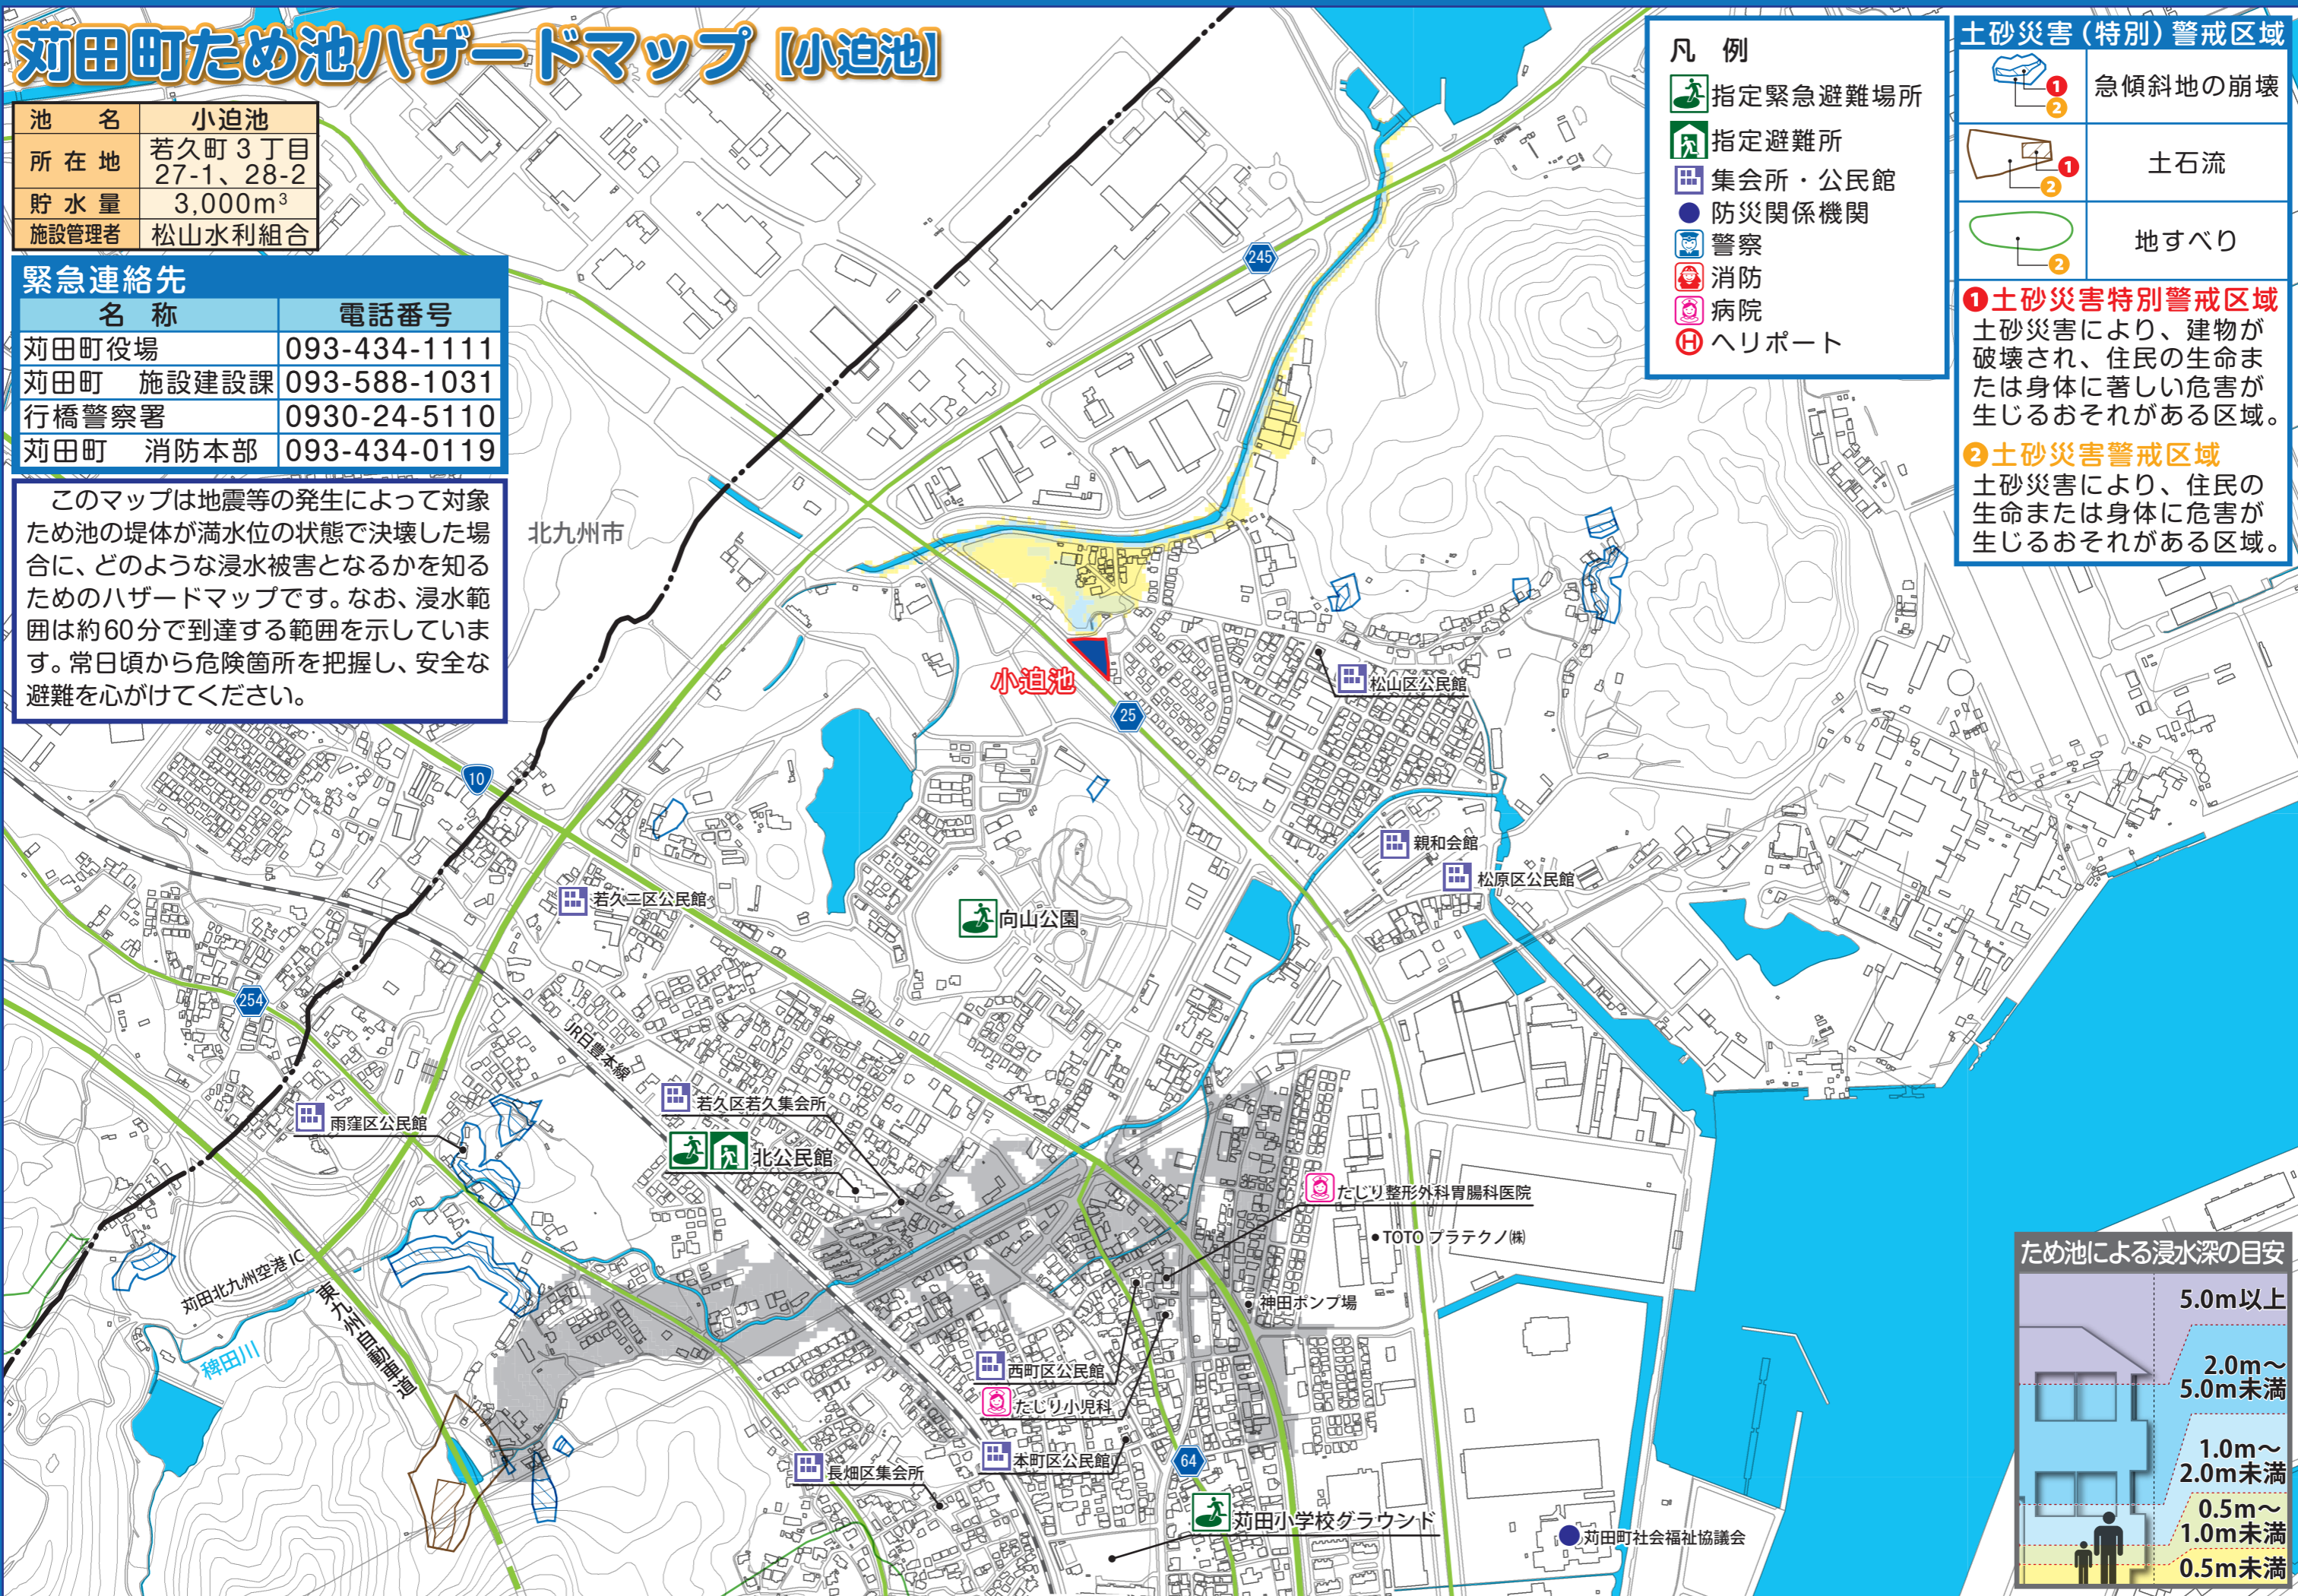 苅田町ため池ハザードマップ【小迫池】
池名 小迫池
所在地 若久町3丁目
27-1、28-2
貯水量 3,000m³
施設管理者 松山水利組合
緊急連絡先
名称 電話番号
苅田町役場 093-434-1111
苅田町 施設建設課 093-588-1031
行橋警察署 0930-24-5110
苅田町 消防本部 093-434-0119
このマップは地震等の発生によって対象
ため池の堤体が満水位の状態で決壊した場
合に、どのような浸水被害となるかを知る
ためのハザードマップです。なお、浸水範
囲は約60分で到達する範囲を示していま
す。常日頃から危険箇所を把握し、安全な
避難を心がけてください。
凡例
指定緊急避難場所
指定避難所
集会所・公民館
防災関係機関
警察
消防
病院
H ヘリポート
土砂災害(特別)警戒区域
1
2
急傾斜地の崩壊
1
2
土石流
2
地すべり
1土砂災害特別警戒区域
土砂災害により、建物が
破壊され、住民の生命ま
たは身体に著しい危害が
生じるおそれがある区域。
2土砂災害警戒区域
土砂災害により、住民の
生命または身体に危害が
生じるおそれがある区域。
245
北九州市
小迫池
松山区公民館
25
10
親和会館
松原区公民館
若久二区公民館
向山公園
254
JR日豊本線
若久区若久集会所
雨窪区公民館
北公民館
たじり整形外科胃腸科医院
TOTO プラテクノ㈱
苅田北九州空港IC
東九州自動車道
神田ポンプ場
稗田川
西町区公民館
たじり小児科
本町区公民館
長畑区集会所
64
苅田小学校グラウンド
苅田町社会福祉協議会
ため池による浸水深の目安
5.0m以上
2.0m～
5.0m未満
1.0m～
2.0m未満
0.5m～
1.0m未満
0.5m未満